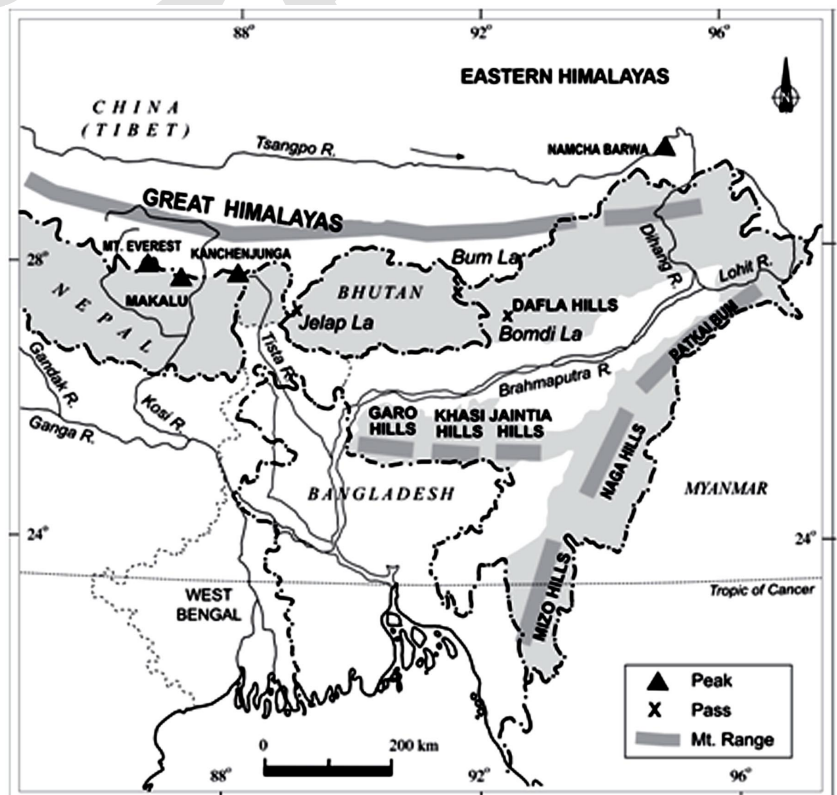 88°
92°
96°
EASTERN HIMALAYAS
N
CHINA
(TIBET)
Tsangpo R.
NAMCHA BARWA
GREAT HIMALAYAS
28°
MT. EVEREST
KANCHENJUNGA
MAKALU
NEPAL
BHUTAN
Bum La
Dihang R.
Lohit R.
Jelap La
DAFLA HILLS
Bomdi La
PATKAI BUM
Tista R.
Gandak R.
Kosi R.
Ganga R.
Brahmaputra R.
GARO
HILLS
KHASI
HILLS
JAINTIA
HILLS
NAGA HILLS
BANGLADESH
MYANMAR
24°
24°
Tropic of Cancer
WEST
BENGAL
MIZO HILLS
Peak
X Pass
Mt. Range
0 200 km
88°
92°
96°